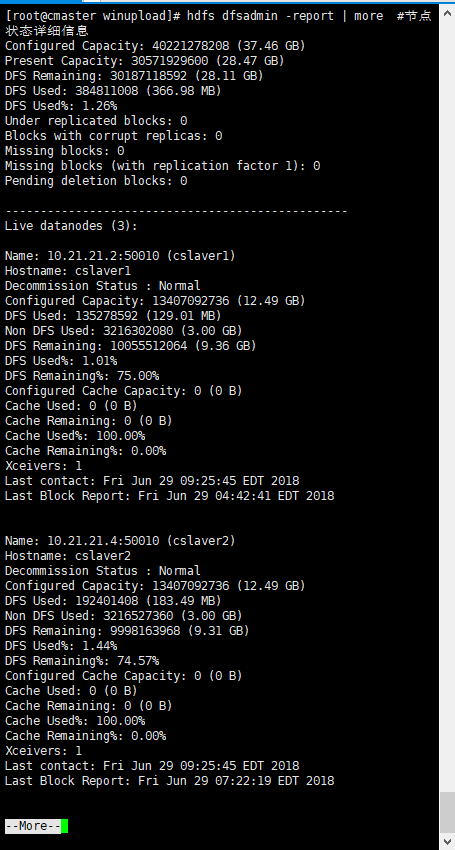 [root@cmaster winupload]# hdfs dfsadmin -report | more  #节点
状态详细信息
Configured Capacity: 40221278208 (37.46 GB)
Present Capacity: 30571929600 (28.47 GB)
DFS Remaining: 30187118592 (28.11 GB)
DFS Used: 384811008 (366.98 MB)
DFS Used%: 1.26%
Under replicated blocks: 0
Blocks with corrupt replicas: 0
Missing blocks: 0
Missing blocks (with replication factor 1): 0
Pending deletion blocks: 0
-------------------------------------------------
Live datanodes (3):
Name: 10.21.21.2:50010 (cslaver1)
Hostname: cslaver1
Decommission Status : Normal
Configured Capacity: 13407092736 (12.49 GB)
DFS Used: 135278592 (129.01 MB)
Non DFS Used: 3216302080 (3.00 GB)
DFS Remaining: 10055512064 (9.36 GB)
DFS Used%: 1.01%
DFS Remaining%: 75.00%
Configured Cache Capacity: 0 (0 B)
Cache Used: 0 (0 B)
Cache Remaining: 0 (0 B)
Cache Used%: 100.00%
Cache Remaining%: 0.00%
Xceivers: 1
Last contact: Fri Jun 29 09:25:45 EDT 2018
Last Block Report: Fri Jun 29 04:42:41 EDT 2018
Name: 10.21.21.4:50010 (cslaver2)
Hostname: cslaver2
Decommission Status : Normal
Configured Capacity: 13407092736 (12.49 GB)
DFS Used: 192401408 (183.49 MB)
Non DFS Used: 3216527360 (3.00 GB)
DFS Remaining: 9998163968 (9.31 GB)
DFS Used%: 1.44%
DFS Remaining%: 74.57%
Configured Cache Capacity: 0 (0 B)
Cache Used: 0 (0 B)
Cache Remaining: 0 (0 B)
Cache Used%: 100.00%
Cache Remaining%: 0.00%
Xceivers: 1
Last contact: Fri Jun 29 09:25:45 EDT 2018
Last Block Report: Fri Jun 29 07:22:19 EDT 2018
--More--